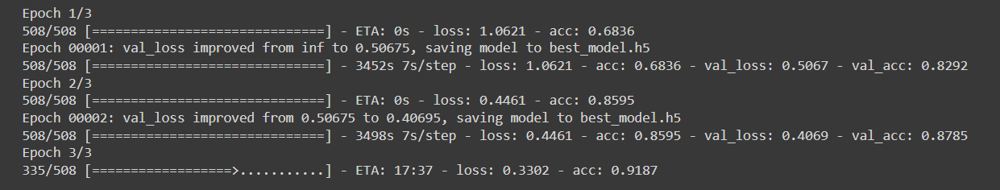 Epoch 1/3
508/508 [==============================] - ETA: 0s - loss: 1.0621 - acc: 0.6836
Epoch 00001: val_loss improved from inf to 0.50675, saving model to best_model.h5
508/508 [==============================] - 3452s 7s/step - loss: 1.0621 - acc: 0.6836 - val_loss: 0.5067 - val_acc: 0.8292
Epoch 2/3
508/508 [==============================] - ETA: 0s - loss: 0.4461 - acc: 0.8595
Epoch 00002: val_loss improved from 0.50675 to 0.40695, saving model to best_model.h5
508/508 [==============================] - 3498s 7s/step - loss: 0.4461 - acc: 0.8595 - val_loss: 0.4069 - val_acc: 0.8785
Epoch 3/3
335/508 [==================>...........] - ETA: 17:37 - loss: 0.3302 - acc: 0.9187